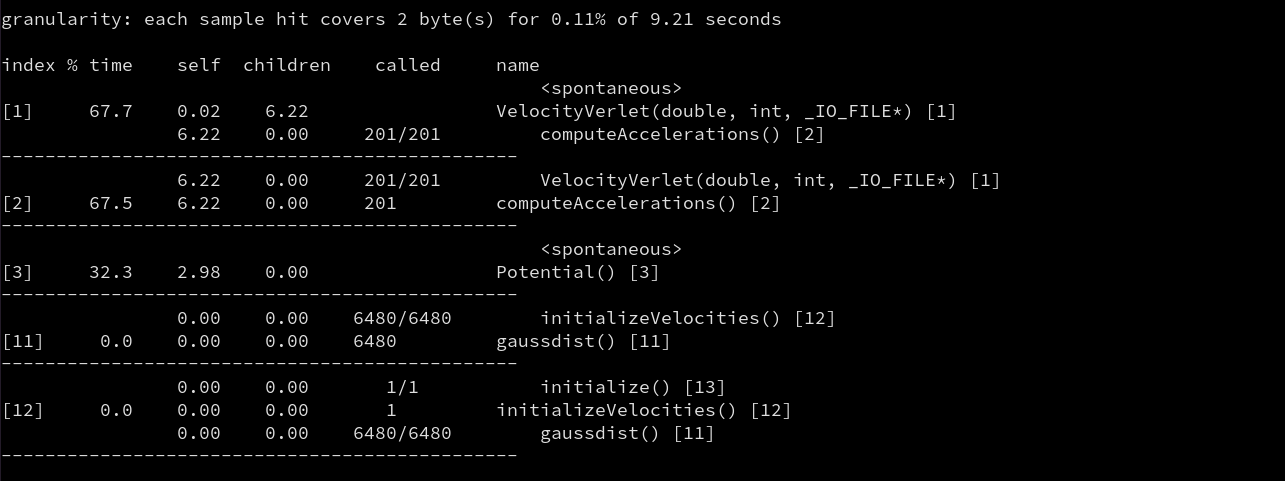 granularity: each sample hit covers 2 byte(s) for 0.11% of 9.21 seconds
index % time    self  children    called     name
                                                 <spontaneous>
[1]     67.7    0.02    6.22                 VelocityVerlet(double, int, _IO_FILE*) [1]
                6.22    0.00     201/201         computeAccelerations() [2]
-----------------------------------------------
                6.22    0.00     201/201         VelocityVerlet(double, int, _IO_FILE*) [1]
[2]     67.5    6.22    0.00     201         computeAccelerations() [2]
-----------------------------------------------
                                                 <spontaneous>
[3]     32.3    2.98    0.00                 Potential() [3]
-----------------------------------------------
                0.00    0.00    6480/6480        initializeVelocities() [12]
[11]     0.0    0.00    0.00    6480         gaussdist() [11]
-----------------------------------------------
                0.00    0.00       1/1           initialize() [13]
[12]     0.0    0.00    0.00       1         initializeVelocities() [12]
                0.00    0.00    6480/6480        gaussdist() [11]
-----------------------------------------------